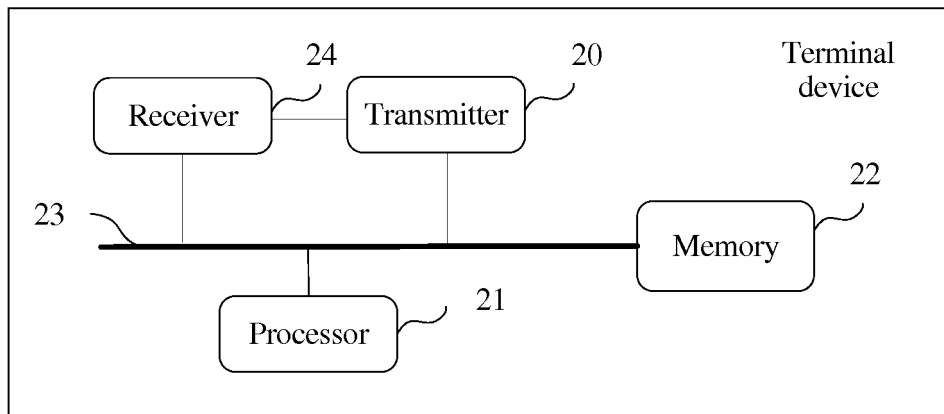 24
20
Terminal
device
Receiver
Transmitter
22
23
Memory
21
Processor